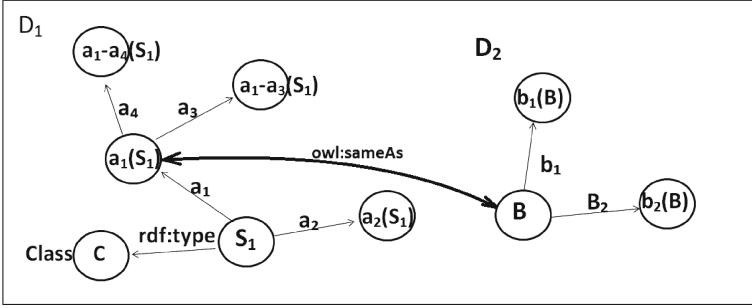 D₁
D₂
a₁-a₄(S₁)
a₁-a₃(S₁)
b₁(B)
a₄
a₃
a₁(S₁)
owl:sameAs
b₁
a₁
B
B₂
b₂(B)
a₂
a₂(S₁)
rdf:type
S₁
Class
C